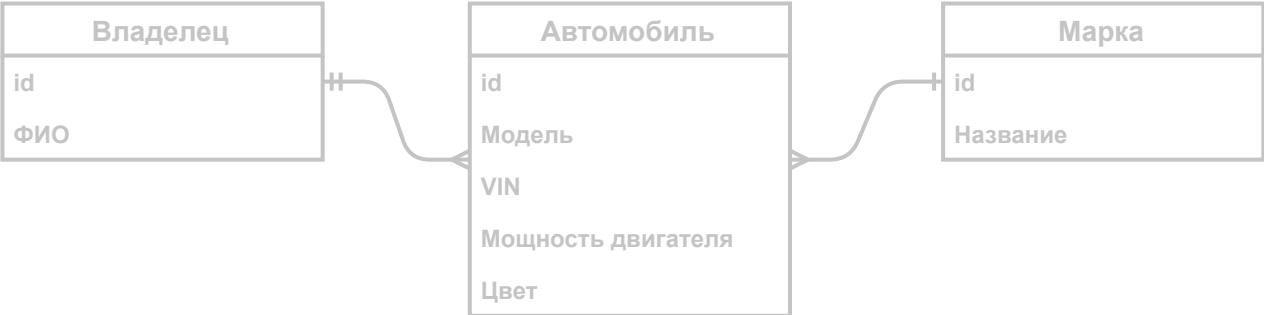 Владелец
id
ФИО
Автомобиль
id
Модель
VIN
Мощность двигателя
Цвет
Марка
id
Название